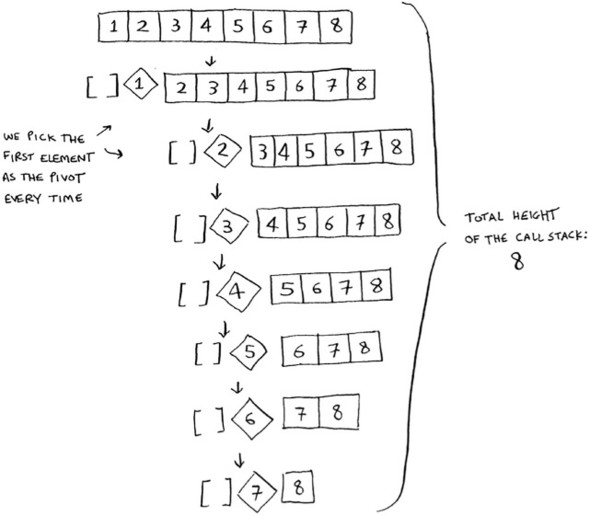 1 2 3 4 5 6 7 8
[ ] 1 2 3 4 5 6 7 8
WE PICK THE
FIRST ELEMENT
AS THE PIVOT
EVERY TIME
[ ] 2 3 4 5 6 7 8
[ ] 3 4 5 6 7 8
[ ] 4 5 6 7 8
[ ] 5 6 7 8
[ ] 6 7 8
[ ] 7 8
TOTAL HEIGHT
OF THE CALL STACK:
8